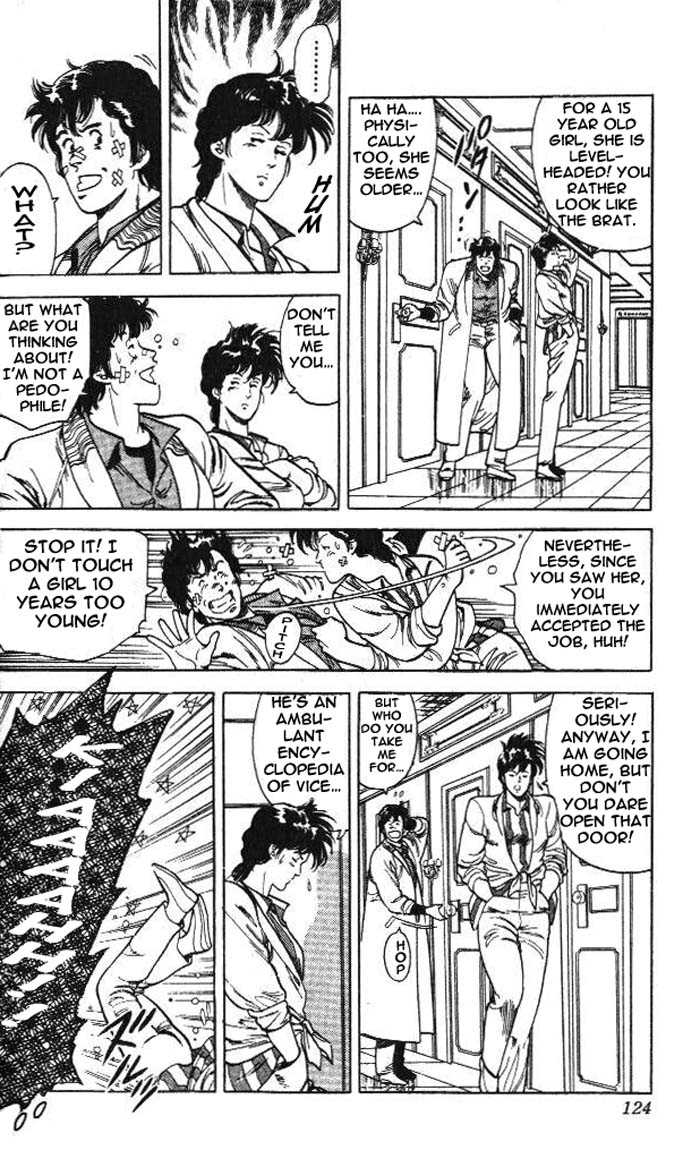 FOR A 15
YEAR OLD
GIRL, SHE IS
LEVEL-
HEADED! YOU
RATHER
LOOK LIKE
THE BRAT.
HA HA....
PHYSI-
CALLY
TOO, SHE
SEEMS
OLDER...
.........
HUM
WHAT?
DON'T
TELL
ME
YOU...
BUT WHAT
ARE YOU
THINKING
ABOUT!
I'M NOT A
PEDO-
PHILE!
NEVERTHE-
LESS, SINCE
YOU SAW HER,
YOU
IMMEDIATELY
ACCEPTED THE
JOB, HUH!
PITCH
STOP IT! I
DON'T TOUCH
A GIRL 10
YEARS TOO
YOUNG!
SERI-
OUSLY!
ANYWAY, I
AM GOING
HOME, BUT
DON'T
YOU DARE
OPEN THAT
DOOR!
BUT
WHO
DO YOU
TAKE
ME
FOR...
HOP
HE'S AN
AMBU-
LANT
ENCY-
CLOPEDIA
OF VICE...
KIAAAAH!!
124